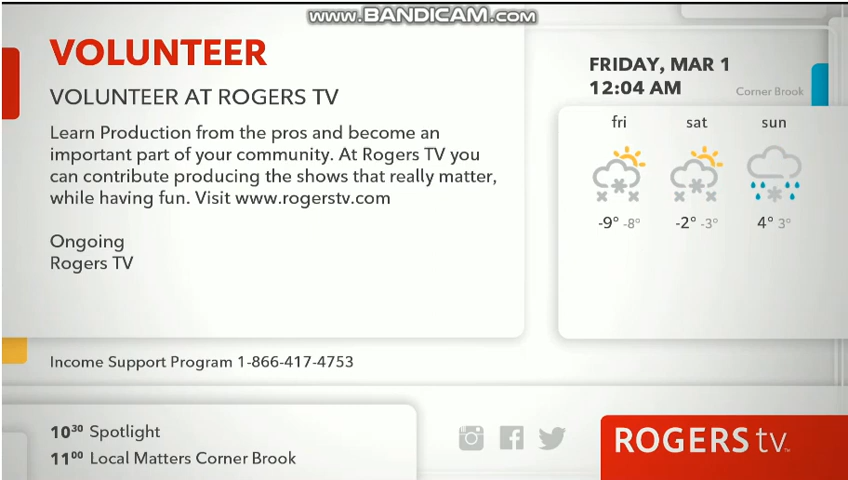 www.BANDICAM.com
VOLUNTEER
VOLUNTEER AT ROGERS TV
Learn Production from the pros and become an
important part of your community. At Rogers TV you
can contribute producing the shows that really matter,
while having fun. Visit www.rogerstv.com
Ongoing
Rogers TV
FRIDAY, MAR 1
12:04 AM
Corner Brook
fri sat sun
-9° -8° -2° -3° 4° 3°
Income Support Program 1-866-417-4753
10³⁰ Spotlight
11⁰⁰ Local Matters Corner Brook
ROGERS tv™